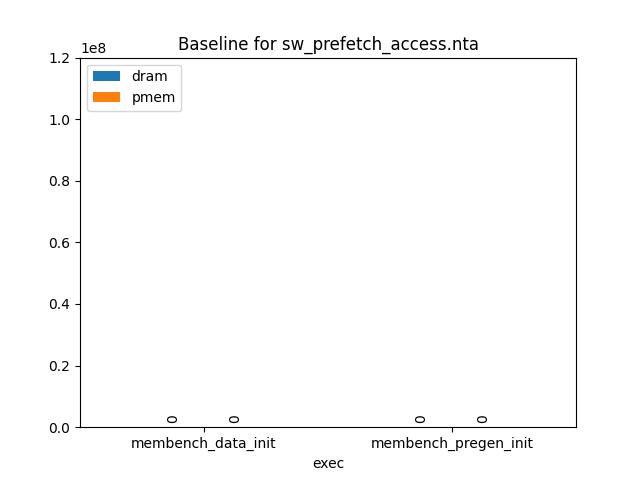 Baseline for sw_prefetch_access.nta
1e8
1.2
1.0
0.8
0.6
0.4
0.2
0.0
dram
pmem
0 0 0 0
membench_data_init membench_pregen_init
exec